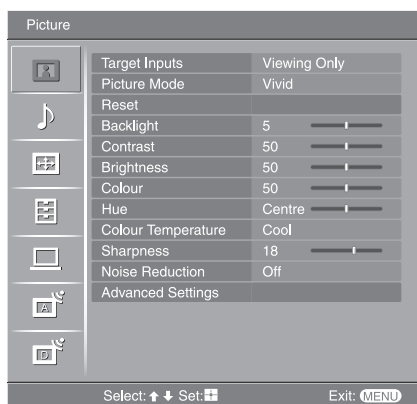 Picture
Target Inputs Viewing Only
Picture Mode Vivid
Reset
Backlight 5
Contrast 50
Brightness 50
Colour 50
Hue Centre
Colour Temperature Cool
Sharpness 18
Noise Reduction Off
Advanced Settings
A
D
Select: Set: Exit: MENU